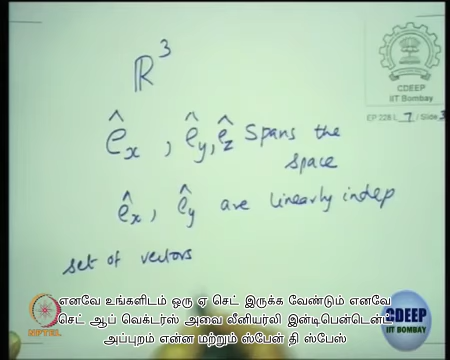 ℝ³
ê_x , ê_y, ê_z Spans the
space
ê_x, ê_y are linearly indep
set of vectors
CDEEP
IIT Bombay
EP 228 L 7 / Slide 3
எனவே உங்களிடம் ஒரு ஏ செட் இருக்க வேண்டும் எனவே
செட் ஆப் வெக்டர்ஸ் அவை லீனியர்லி இன்டிபென்டென்ட்
அப்புறம் என்ன மற்றும் ஸ்பேன் தி ஸ்பேஸ்
NPTEL
CDEEP
IIT BOMBAY